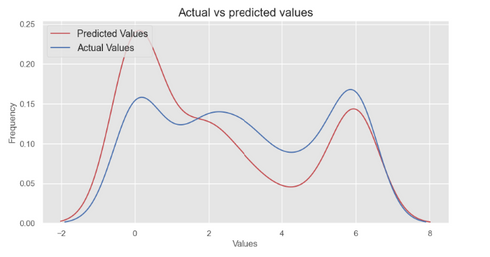 Actual vs predicted values
0.25
Predicted Values
Actual Values
0.20
0.15
0.10
0.05
0.00
Frequency
−2
0
2
4
6
8
Values